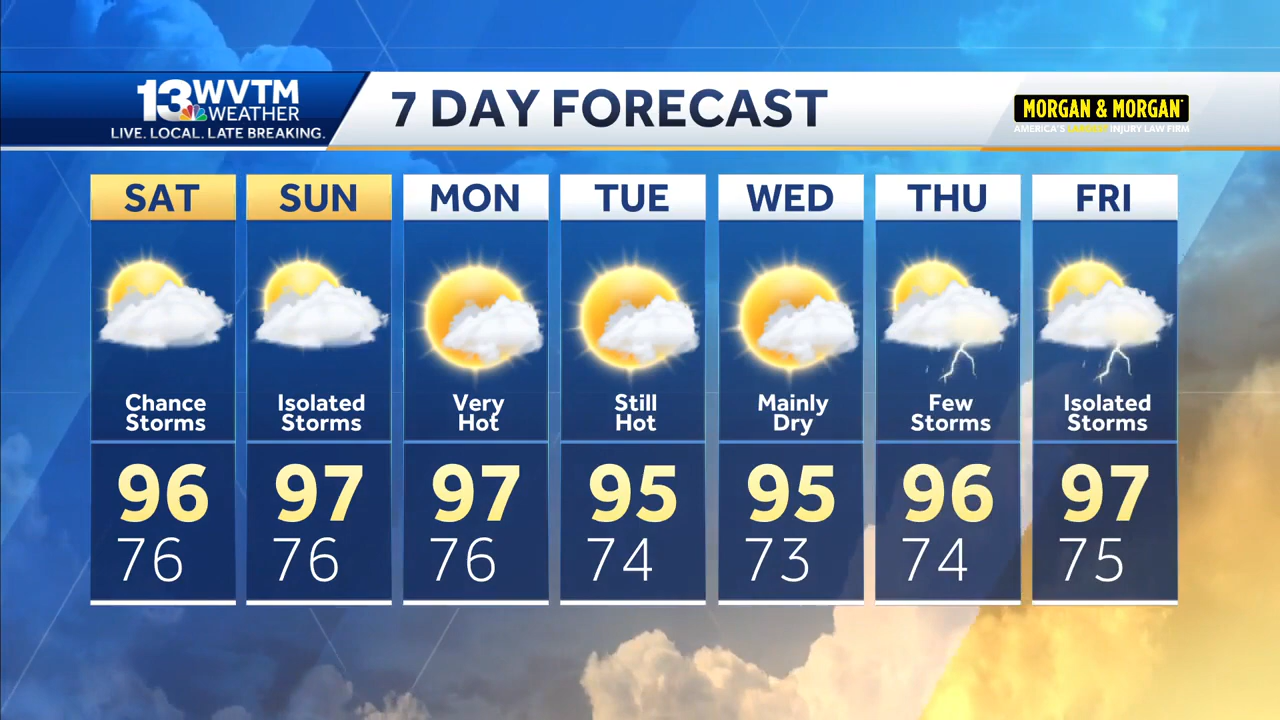 13 WVTM
WEATHER
LIVE. LOCAL. LATE BREAKING.
7 DAY FORECAST
MORGAN & MORGAN
AMERICA'S LARGEST INJURY LAW FIRM
SAT
SUN
MON
TUE
WED
THU
FRI
Chance
Storms
Isolated
Storms
Very
Hot
Still
Hot
Mainly
Dry
Few
Storms
Isolated
Storms
96
97
97
95
95
96
97
76
76
76
74
73
74
75